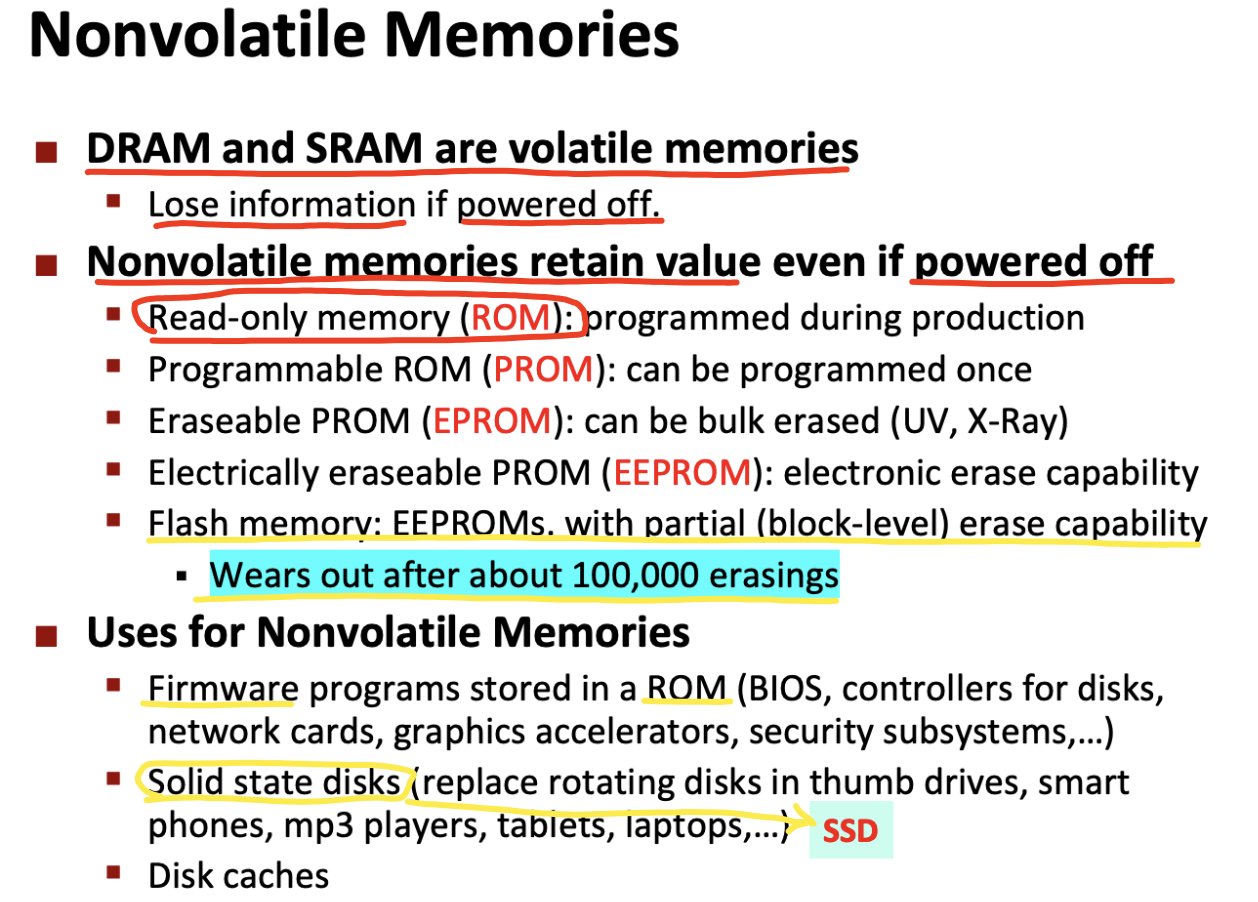 Nonvolatile Memories
■ DRAM and SRAM are volatile memories
▪ Lose information if powered off.
■ Nonvolatile memories retain value even if powered off
▪ Read-only memory (ROM): programmed during production
▪ Programmable ROM (PROM): can be programmed once
▪ Eraseable PROM (EPROM): can be bulk erased (UV, X-Ray)
▪ Electrically eraseable PROM (EEPROM): electronic erase capability
▪ Flash memory: EEPROMs. with partial (block-level) erase capability
▪ Wears out after about 100,000 erasings
■ Uses for Nonvolatile Memories
▪ Firmware programs stored in a ROM (BIOS, controllers for disks,
network cards, graphics accelerators, security subsystems,…)
▪ Solid state disks (replace rotating disks in thumb drives, smart
phones, mp3 players, tablets, laptops,…) SSD
▪ Disk caches